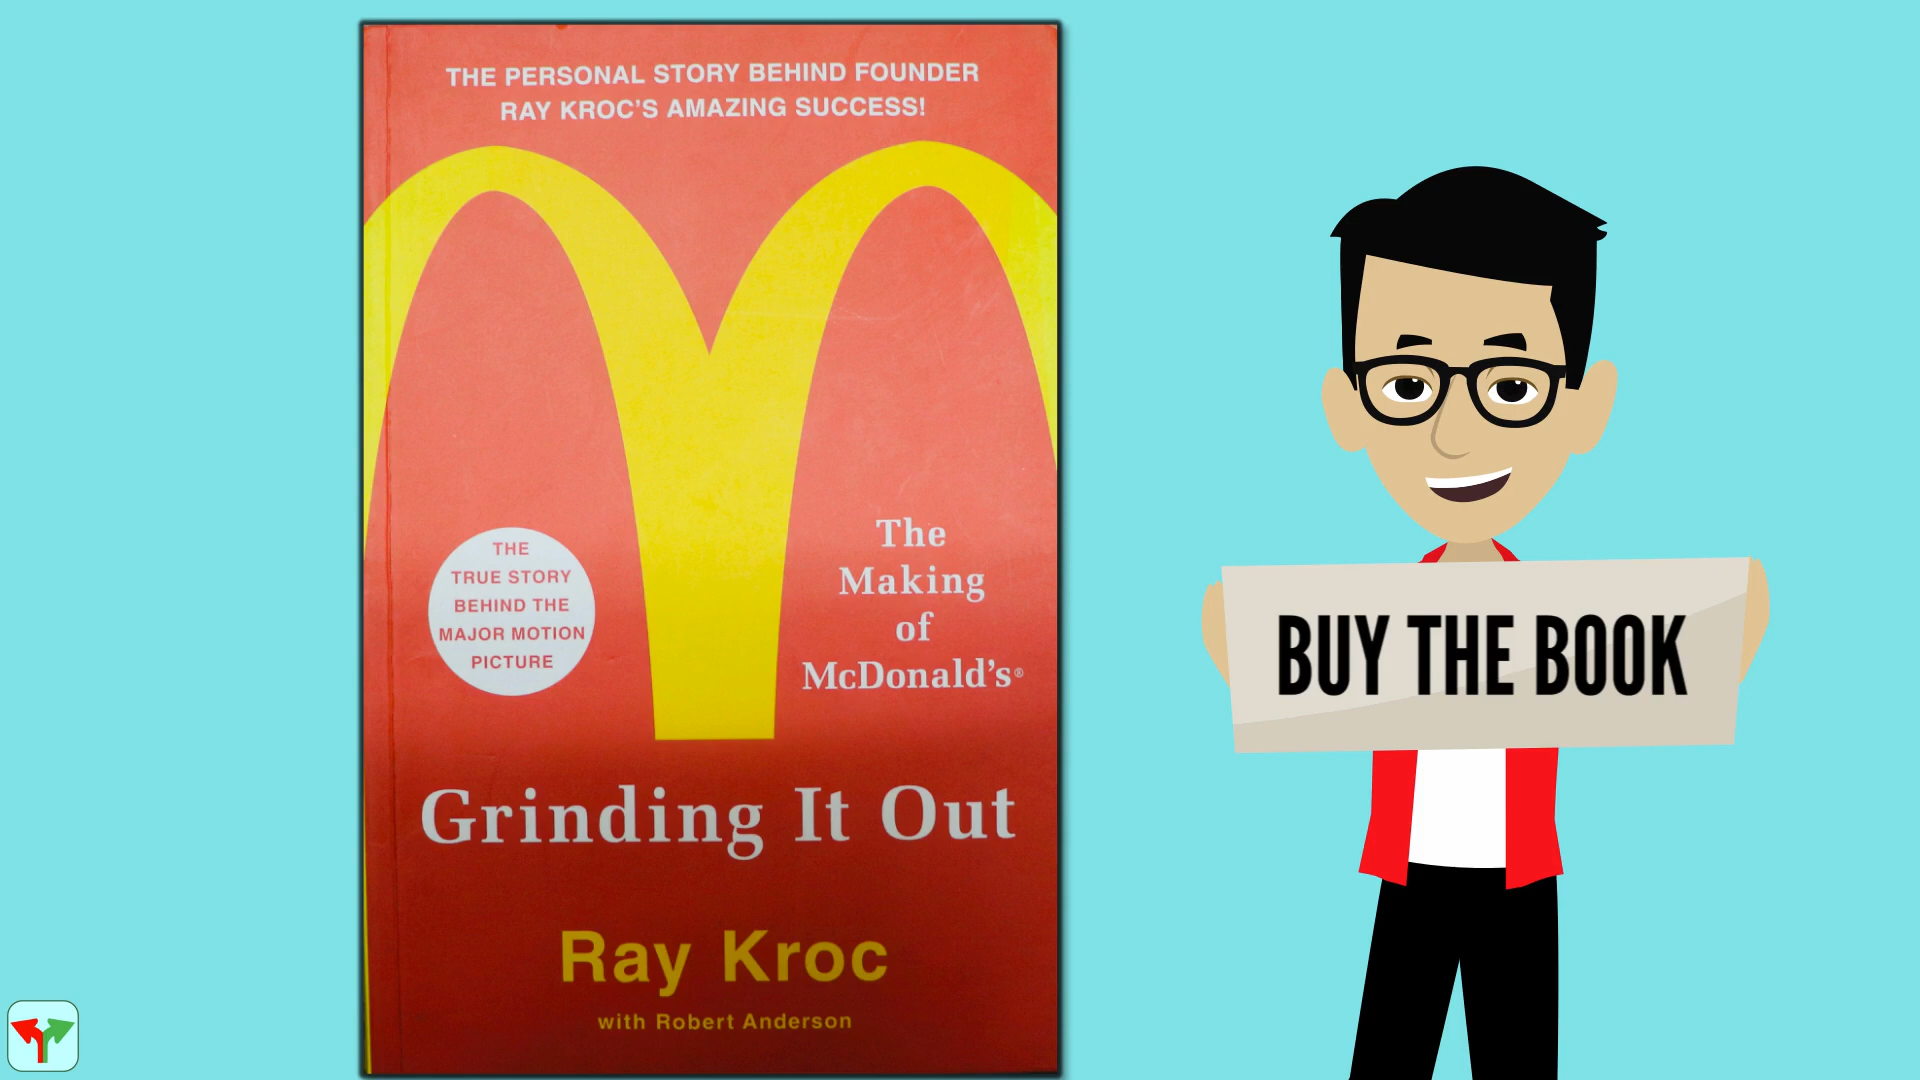 THE PERSONAL STORY BEHIND FOUNDER
RAY KROC'S AMAZING SUCCESS!
THE
TRUE STORY
BEHIND THE
MAJOR MOTION
PICTURE
The
Making
of
McDonald's®
Grinding It Out
Ray Kroc
with Robert Anderson
BUY THE BOOK